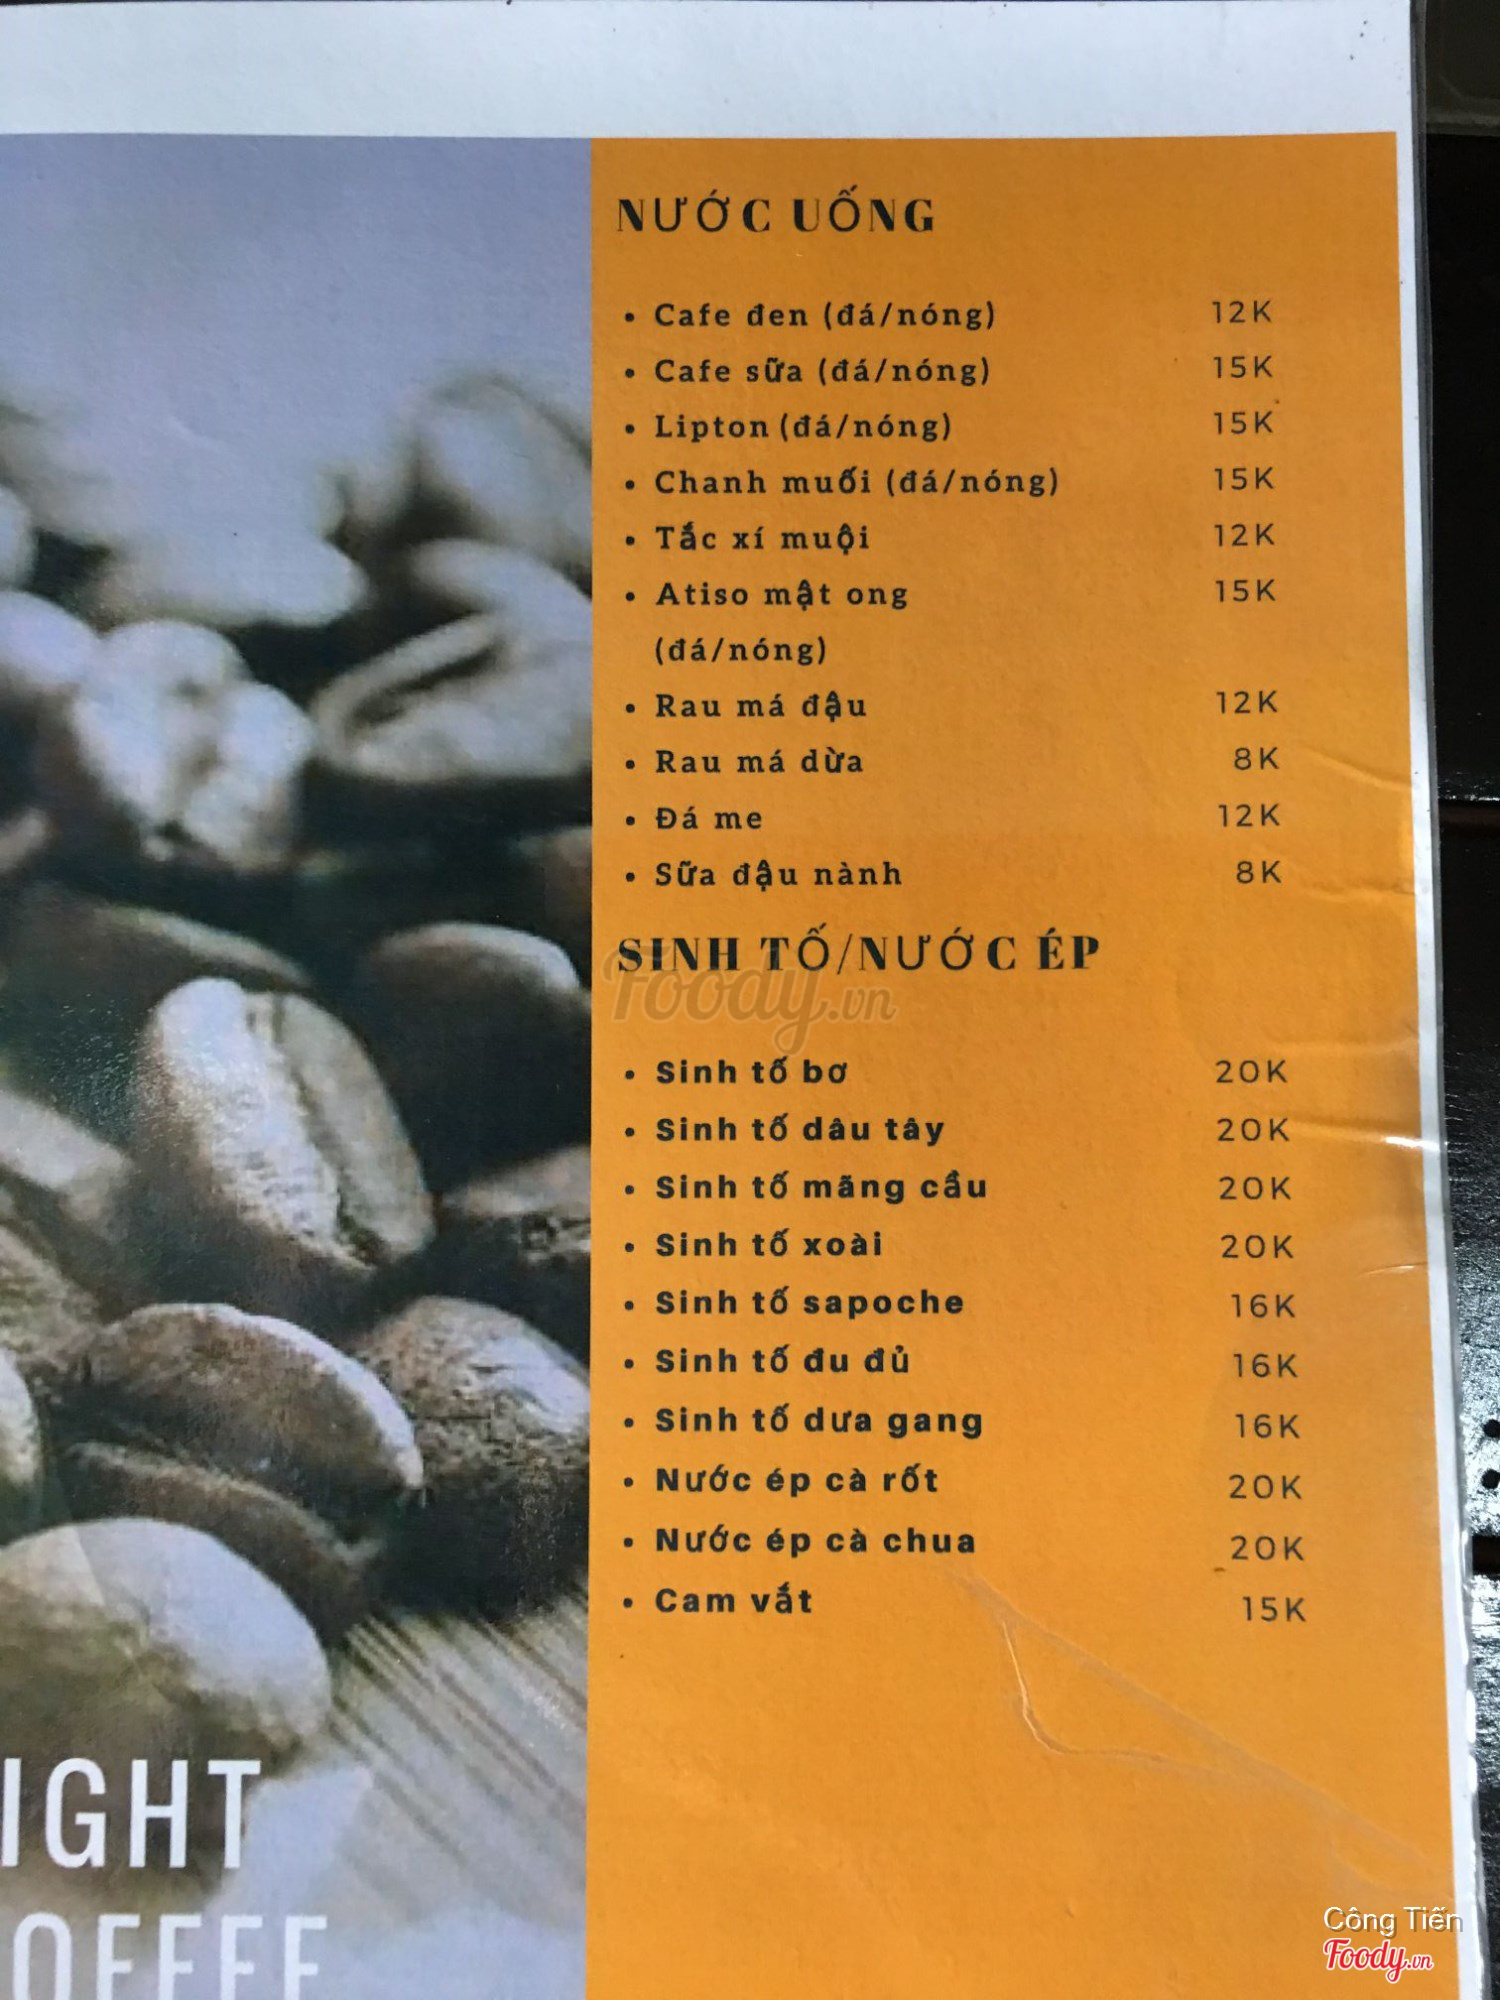 NƯỚC UỐNG
• Cafe đen (đá/nóng) 12K
• Cafe sữa (đá/nóng) 15K
• Lipton (đá/nóng) 15K
• Chanh muối (đá/nóng) 15K
• Tắc xí muội 12K
• Atiso mật ong 15K
(đá/nóng)
• Rau má đậu 12K
• Rau má dừa 8K
• Đá me 12K
• Sữa đậu nành 8K
SINH TỐ/NƯỚC ÉP
Foody.vn
• Sinh tố bơ 20K
• Sinh tố dâu tây 20K
• Sinh tố mãng cầu 20K
• Sinh tố xoài 20K
• Sinh tố sapoche 16K
• Sinh tố đu đủ 16K
• Sinh tố dưa gang 16K
• Nước ép cà rốt 20K
• Nước ép cà chua 20K
• Cam vắt 15K
IGHT
OFFEE
Công Tiến
Foody.vn